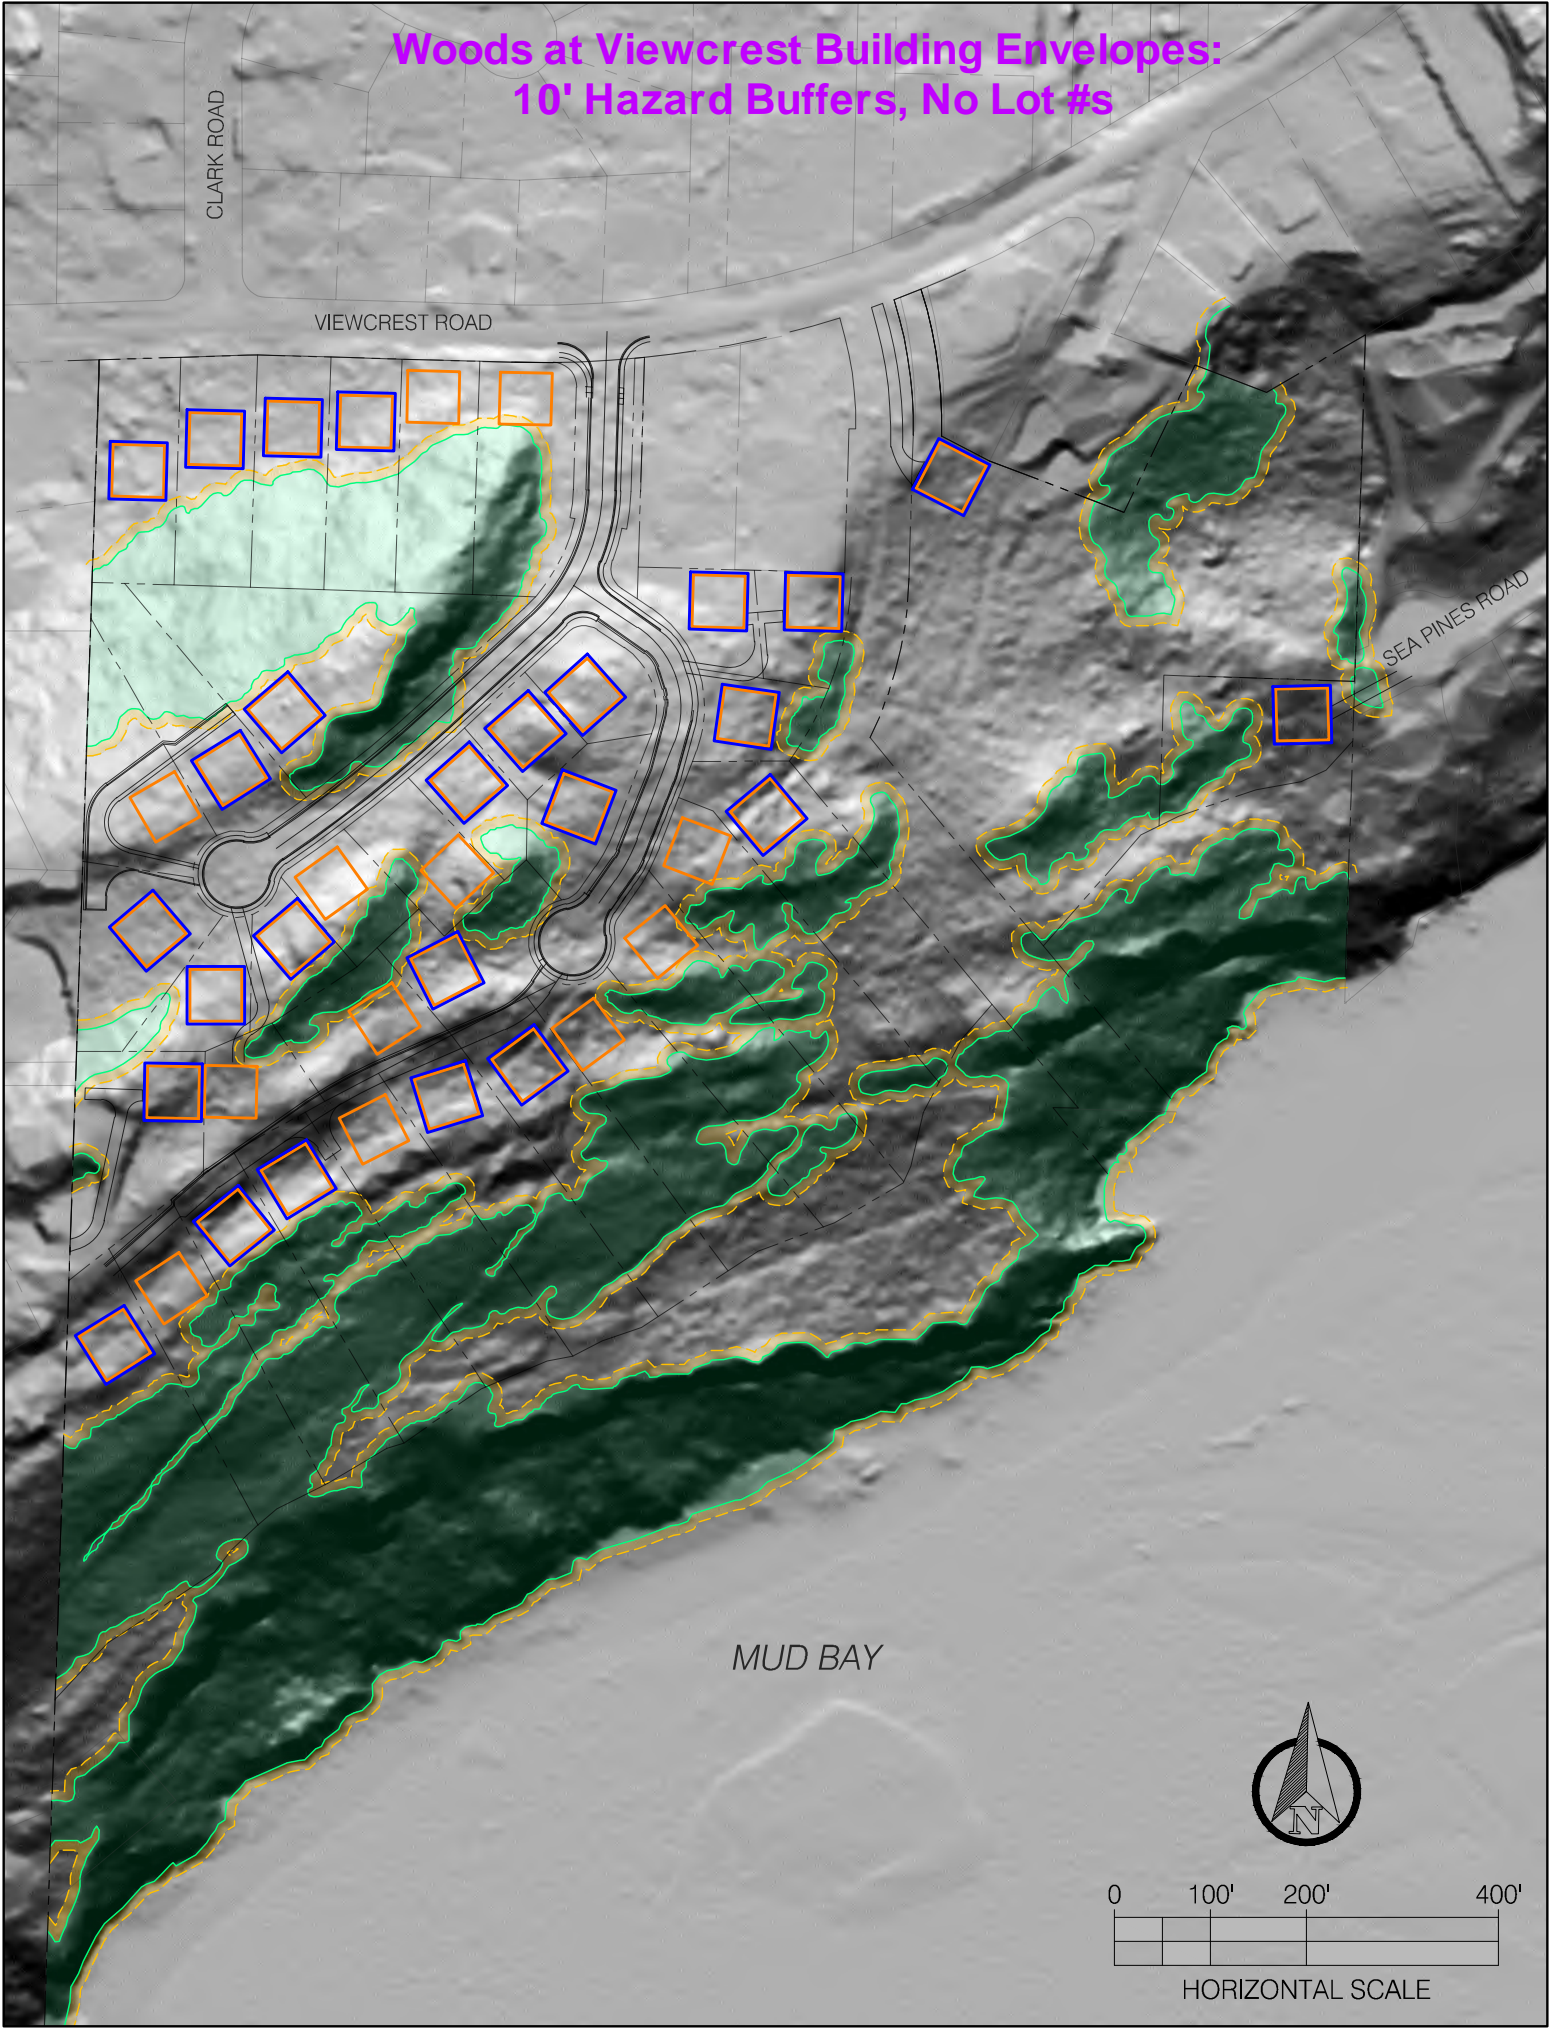 Woods at Viewcrest Building Envelopes:
10' Hazard Buffers, No Lot #s
CLARK ROAD
VIEWCREST ROAD
SEA PINES ROAD
MUD BAY
N
0 100' 200' 400'
HORIZONTAL SCALE